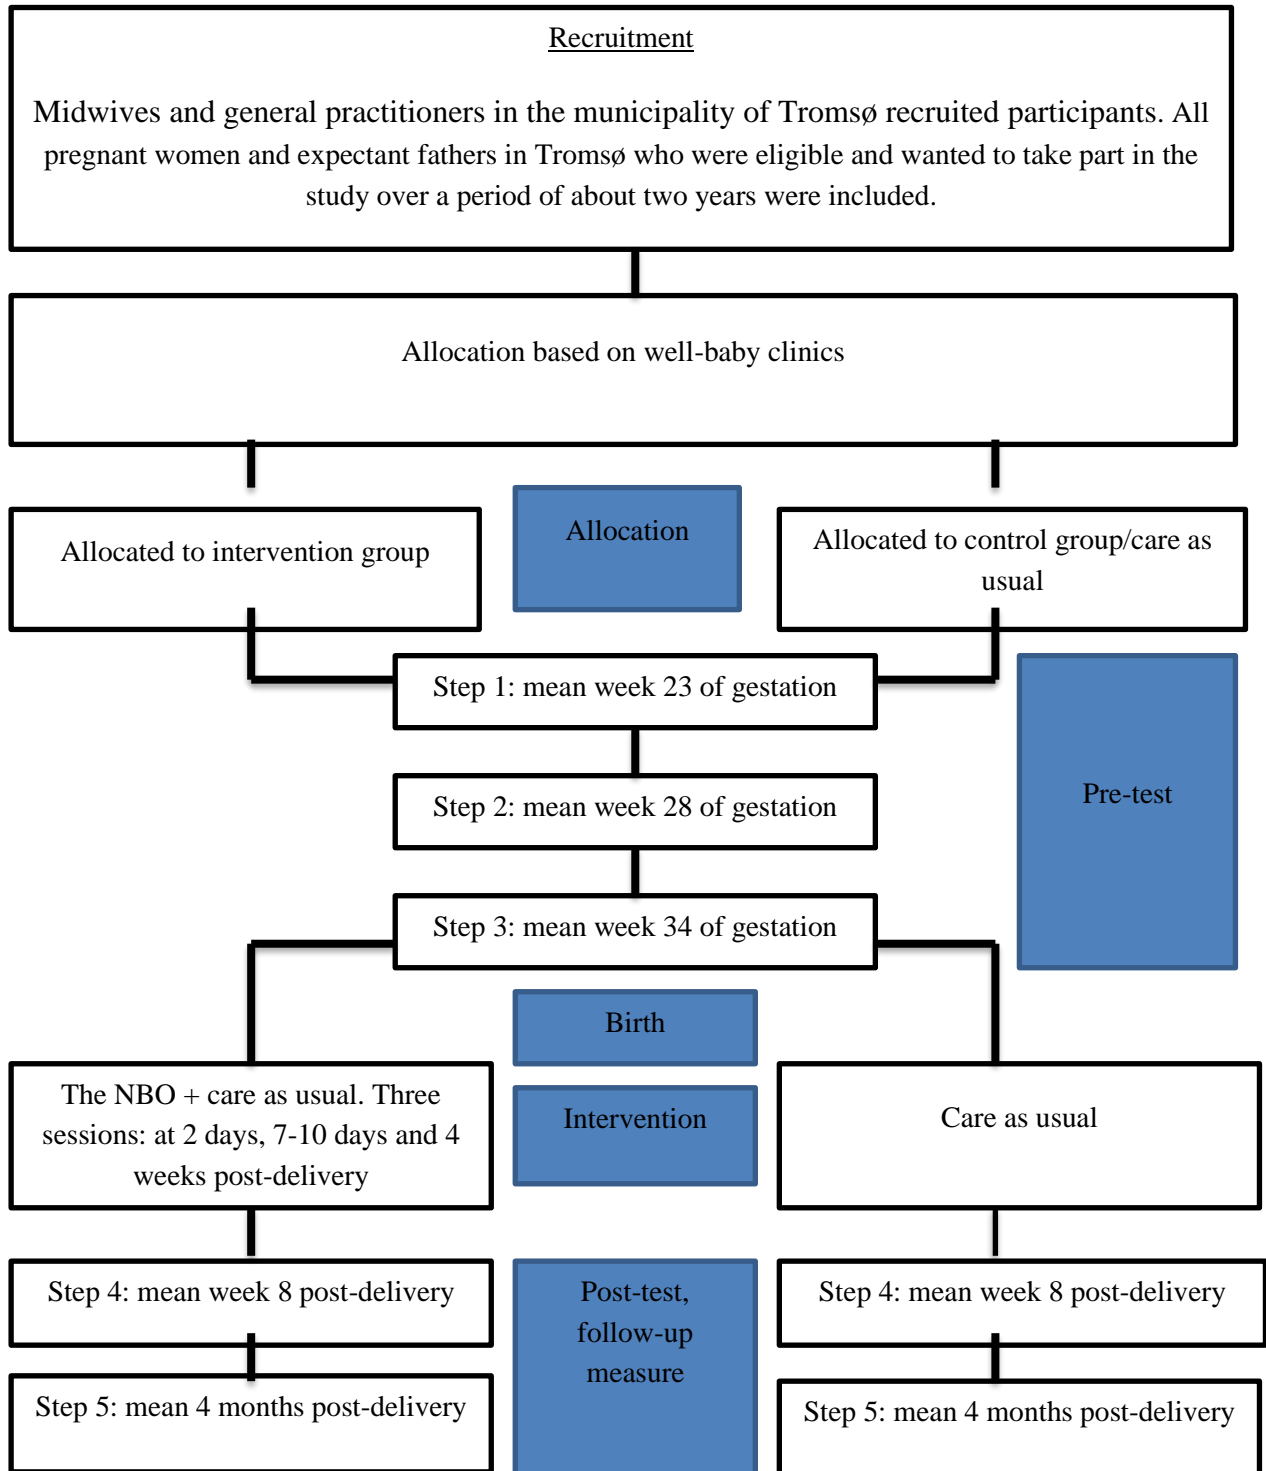 Recruitment
Midwives and general practitioners in the municipality of Tromsø recruited participants. All
pregnant women and expectant fathers in Tromsø who were eligible and wanted to take part in the
study over a period of about two years were included.
Allocation based on well-baby clinics
Allocated to intervention group
Allocation
Allocated to control group/care as
usual
Step 1: mean week 23 of gestation
Step 2: mean week 28 of gestation
Pre-test
Step 3: mean week 34 of gestation
Birth
The NBO + care as usual. Three
sessions: at 2 days, 7-10 days and 4
weeks post-delivery
Intervention
Care as usual
Step 4: mean week 8 post-delivery
Post-test,
follow-up
measure
Step 4: mean week 8 post-delivery
Step 5: mean 4 months post-delivery
Step 5: mean 4 months post-delivery